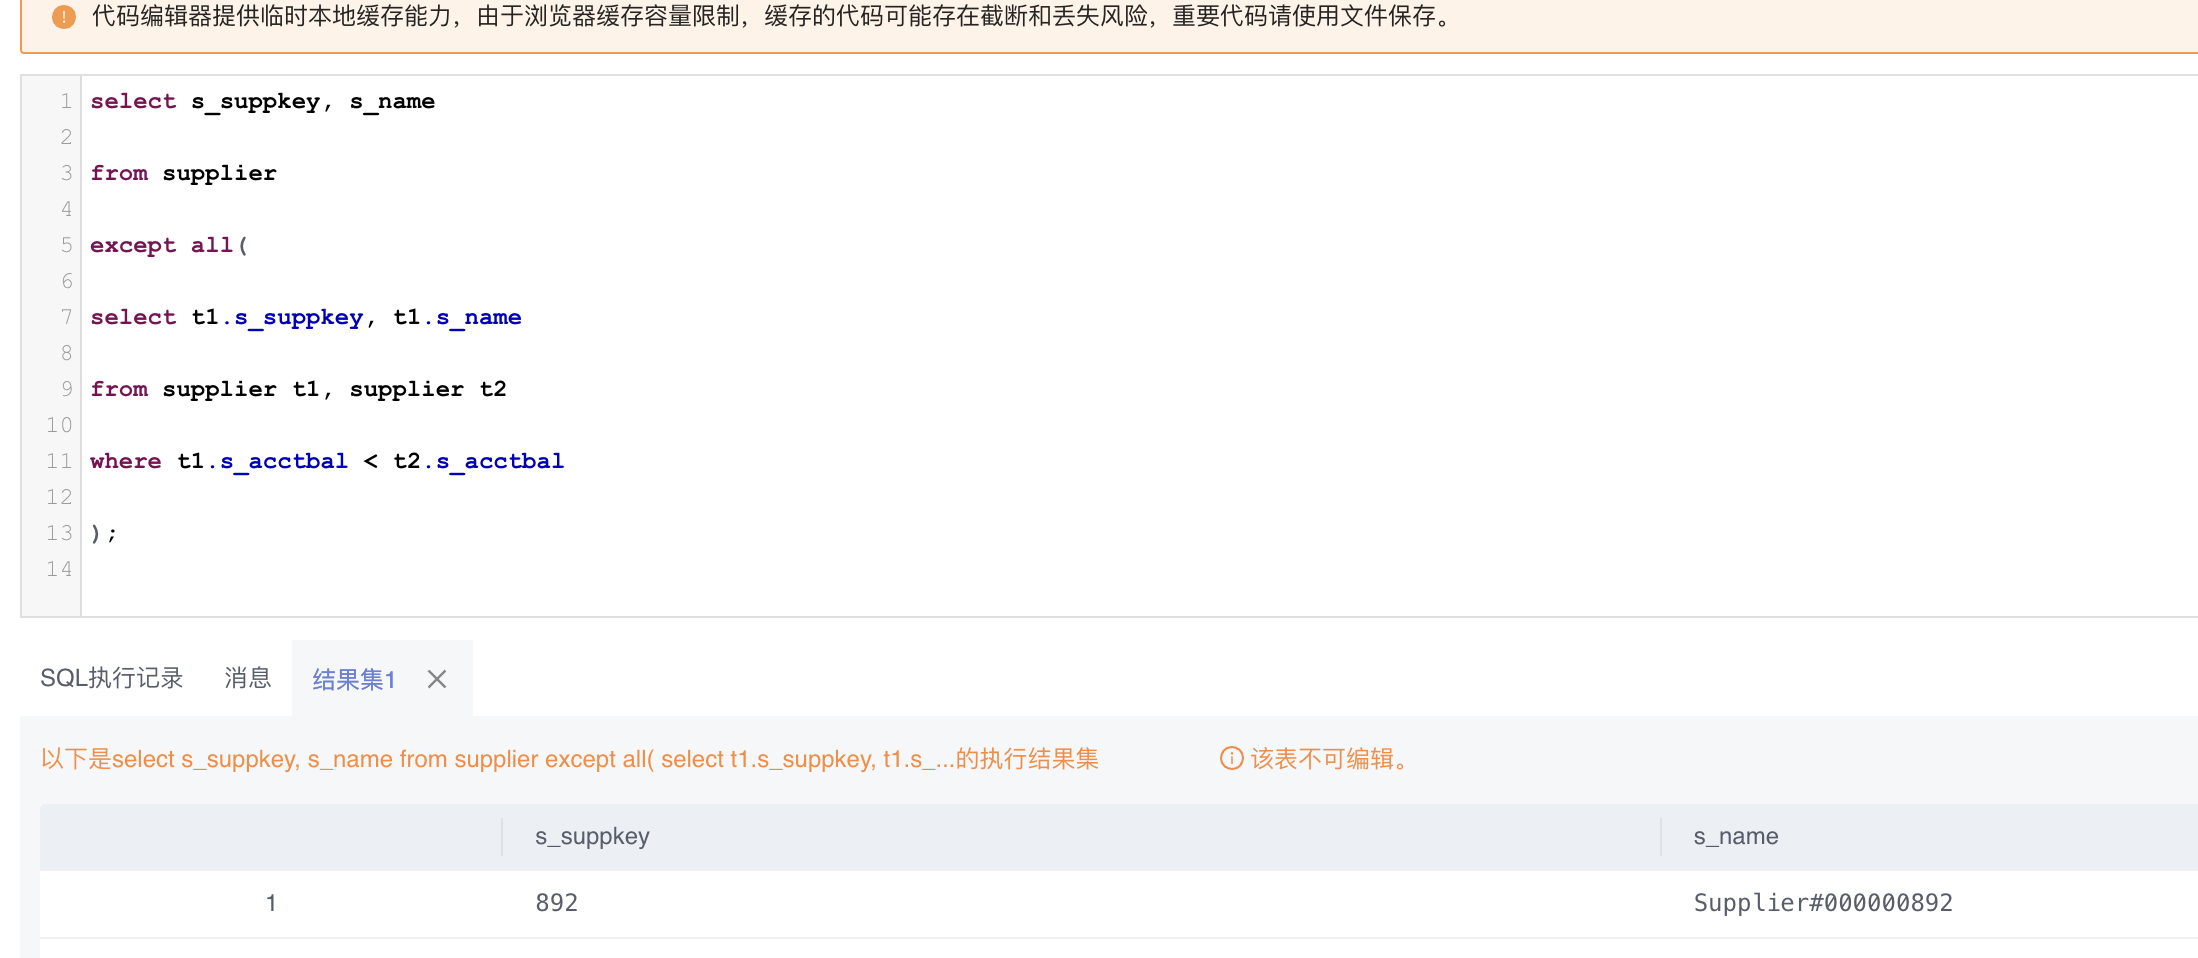 代码编辑器提供临时本地缓存能力，由于浏览器缓存容量限制，缓存的代码可能存在截断和丢失风险，重要代码请使用文件保存。
1 select s_suppkey, s_name
2
3 from supplier
4
5 except all(
6
7 select t1.s_suppkey, t1.s_name
8
9 from supplier t1, supplier t2
10
11 where t1.s_acctbal < t2.s_acctbal
12
13 );
14
SQL执行记录 消息 结果集1
以下是select s_suppkey, s_name from supplier except all( select t1.s_suppkey, t1.s_...的执行结果集 该表不可编辑。
s_suppkey s_name
1 892 Supplier#000000892